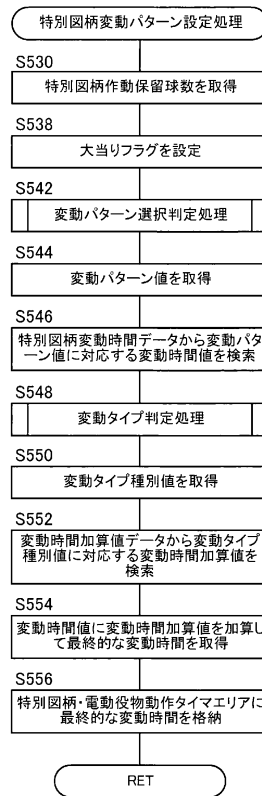 特別図柄変動パターン設定処理
S530
特別図柄作動保留球数を取得
S538
大当りフラグを設定
S542
変動パターン選択判定処理
S544
変動パターン値を取得
S546
特別図柄変動時間データから変動パタ
ーン値に対応する変動時間値を検索
S548
変動タイプ判定処理
S550
変動タイプ種別値を取得
S552
変動時間加算値データから変動タイプ
種別値に対応する変動時間加算値を
検索
S554
変動時間値に変動時間加算値を加算し
て最終的な変動時間を取得
S556
特別図柄・電動役物動作タイマエリアに
最終的な変動時間を格納
RET